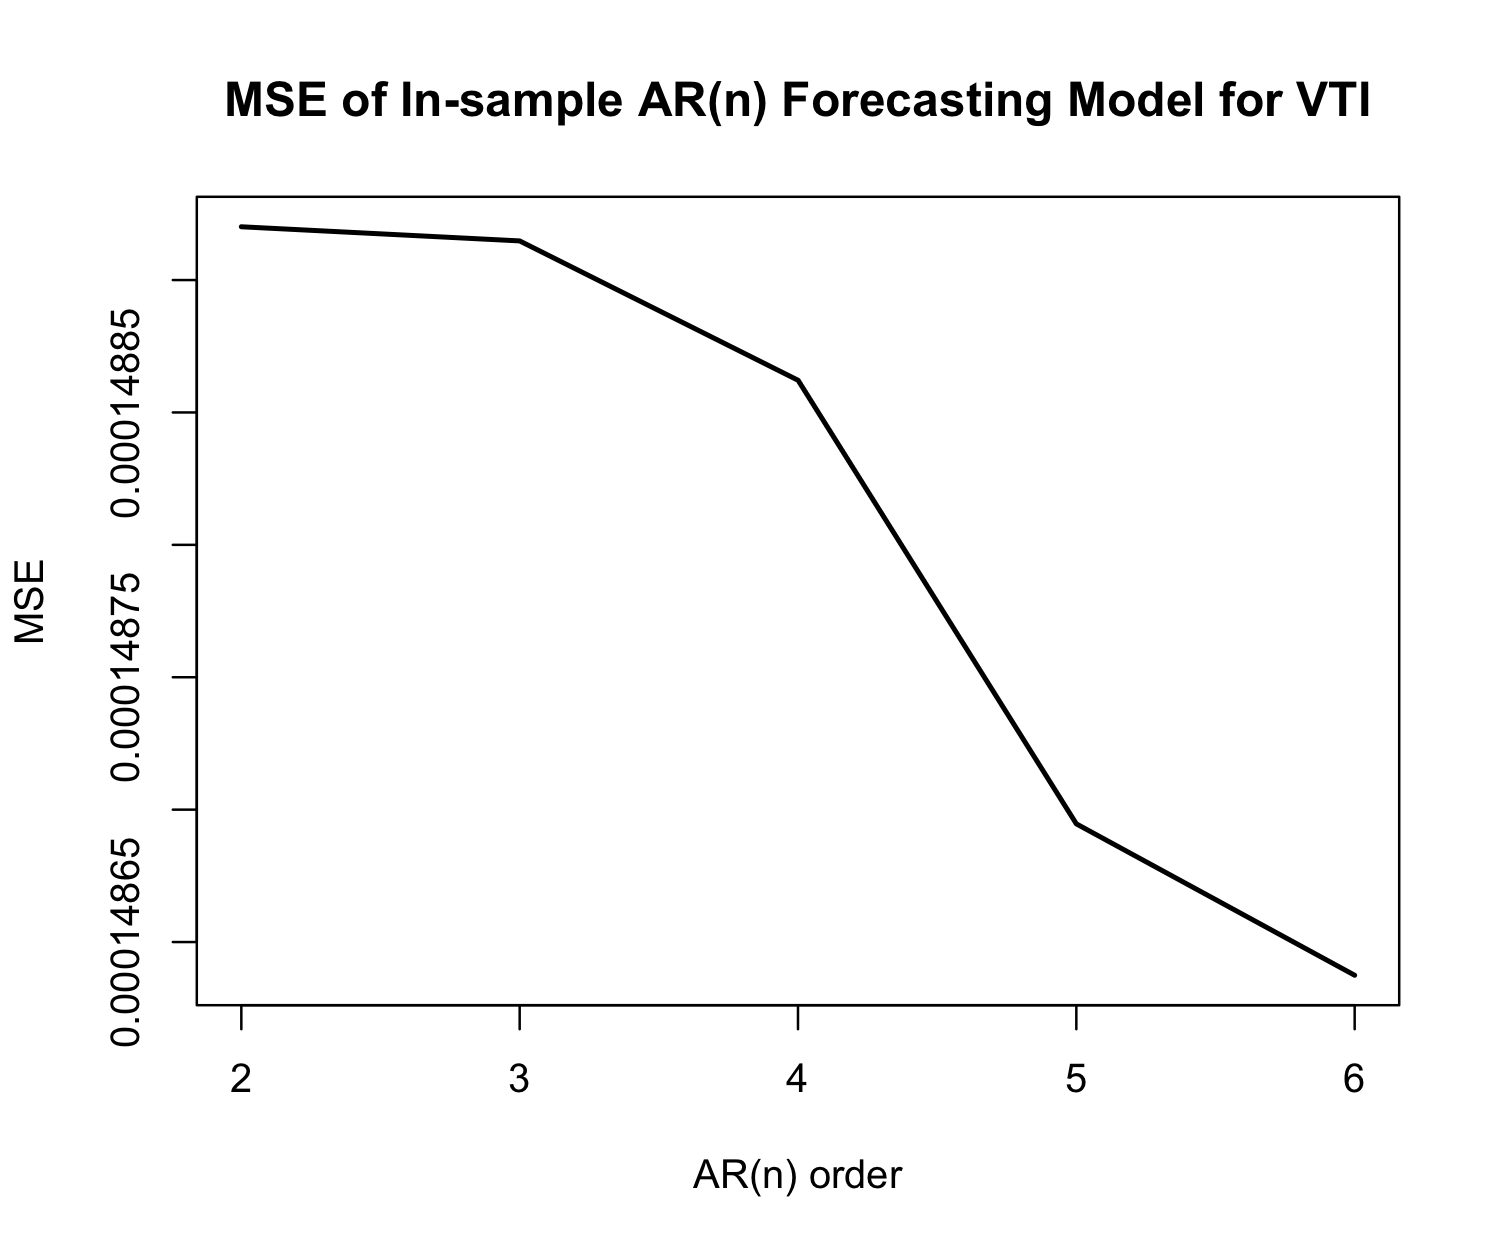 MSE of In-sample AR(n) Forecasting Model for VTI
MSE
0.00014885
0.00014875
0.00014865
2 3 4 5 6
AR(n) order